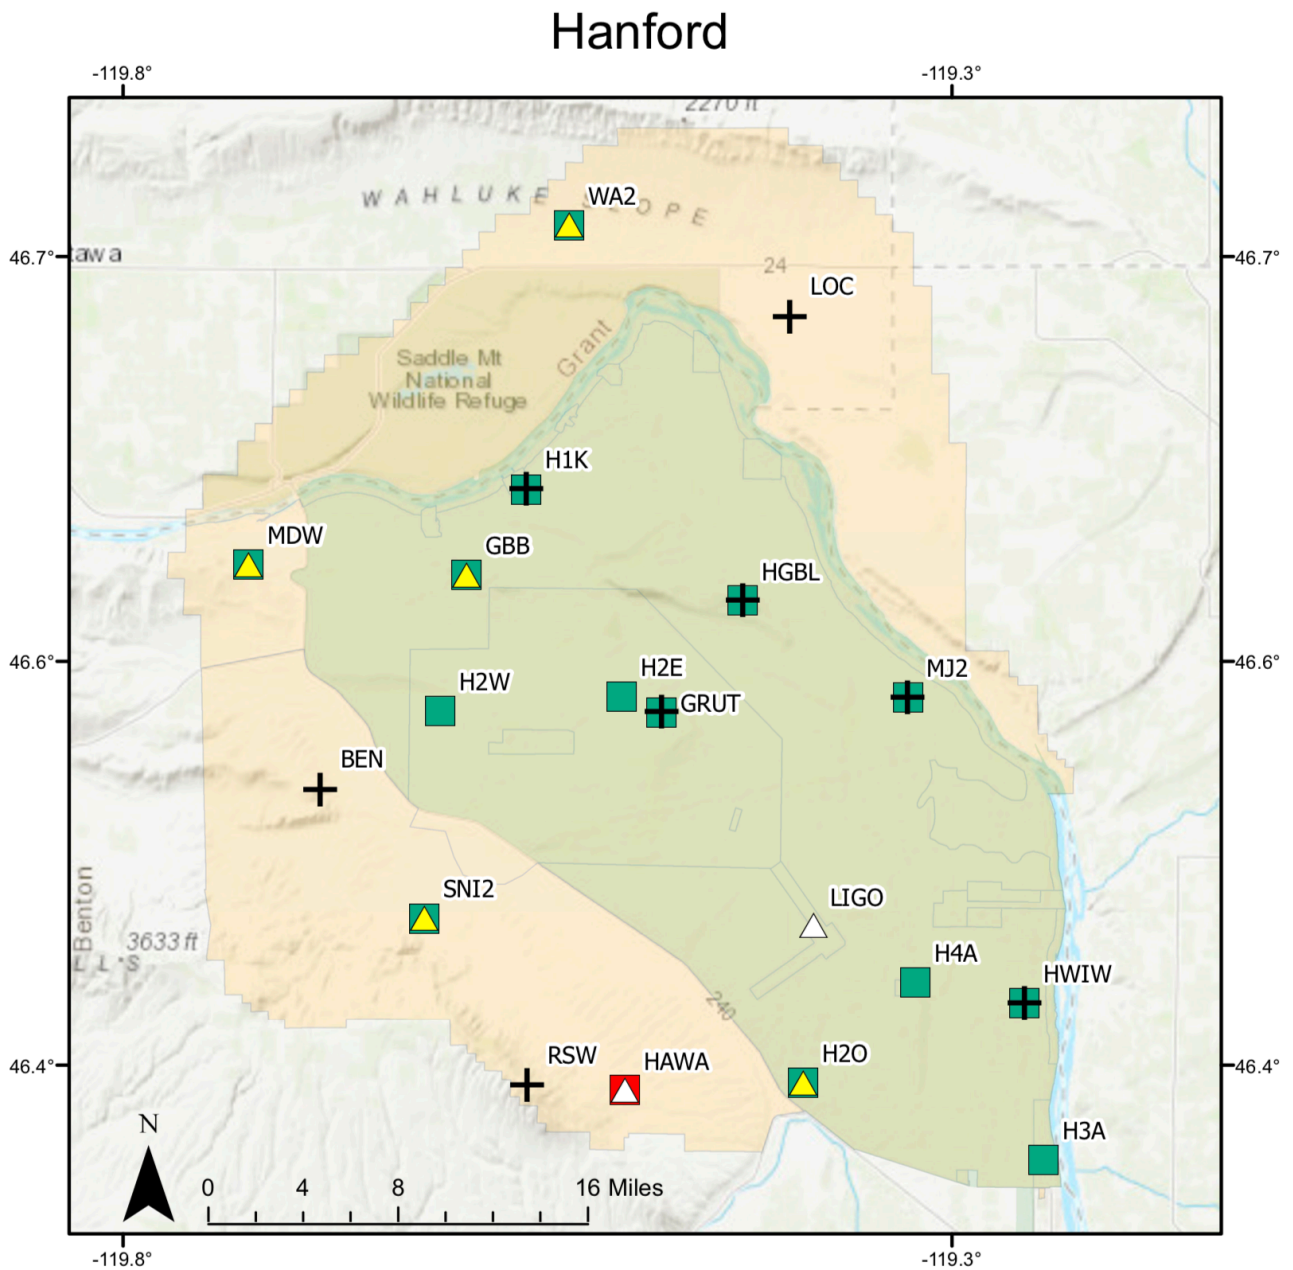 Hanford
-119.8°
-119.3°
2270 ft
WAHLUKE SLOPE
WA2
46.7°
tawa
46.7°
24
LOC
Grant
Saddle Mt
National
Wildlife Refuge
H1K
MDW
GBB
HGBL
46.6°
46.6°
H2E
MJ2
H2W
GRUT
BEN
SNI2
LIGO
Benton
3633 ft
LLS
H4A
HWIW
240
RSW
HAWA
H2O
46.4°
46.4°
N
H3A
0 4 8 16 Miles
-119.8°
-119.3°